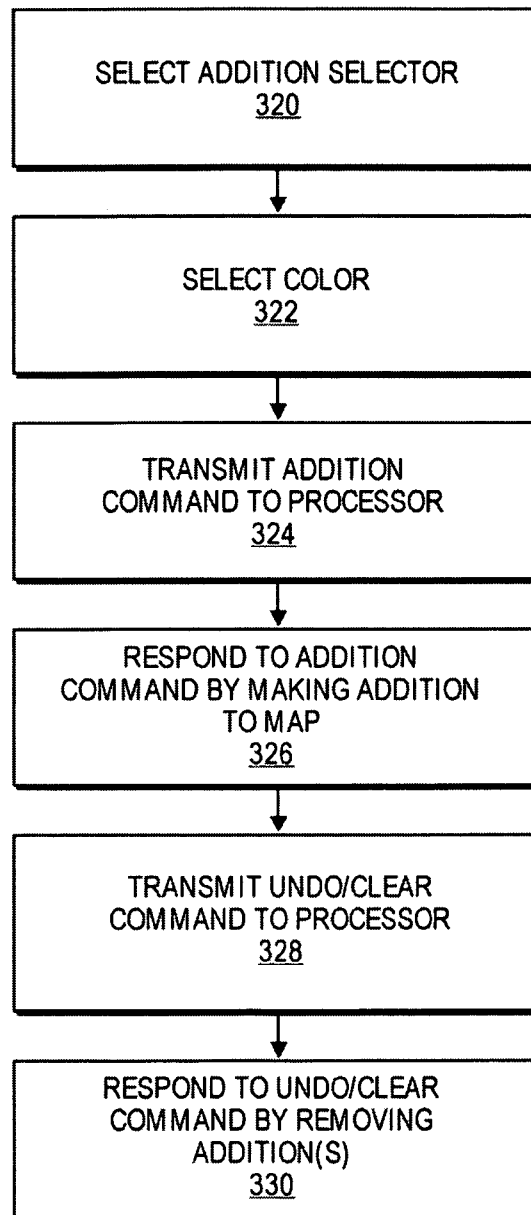 SELECT ADDITION SELECTOR
320
SELECT COLOR
322
TRANSMIT ADDITION
COMMAND TO PROCESSOR
324
RESPOND TO ADDITION
COMMAND BY MAKING ADDITION
TO MAP
326
TRANSMIT UNDO/CLEAR
COMMAND TO PROCESSOR
328
RESPOND TO UNDO/CLEAR
COMMAND BY REMOVING
ADDITION(S)
330